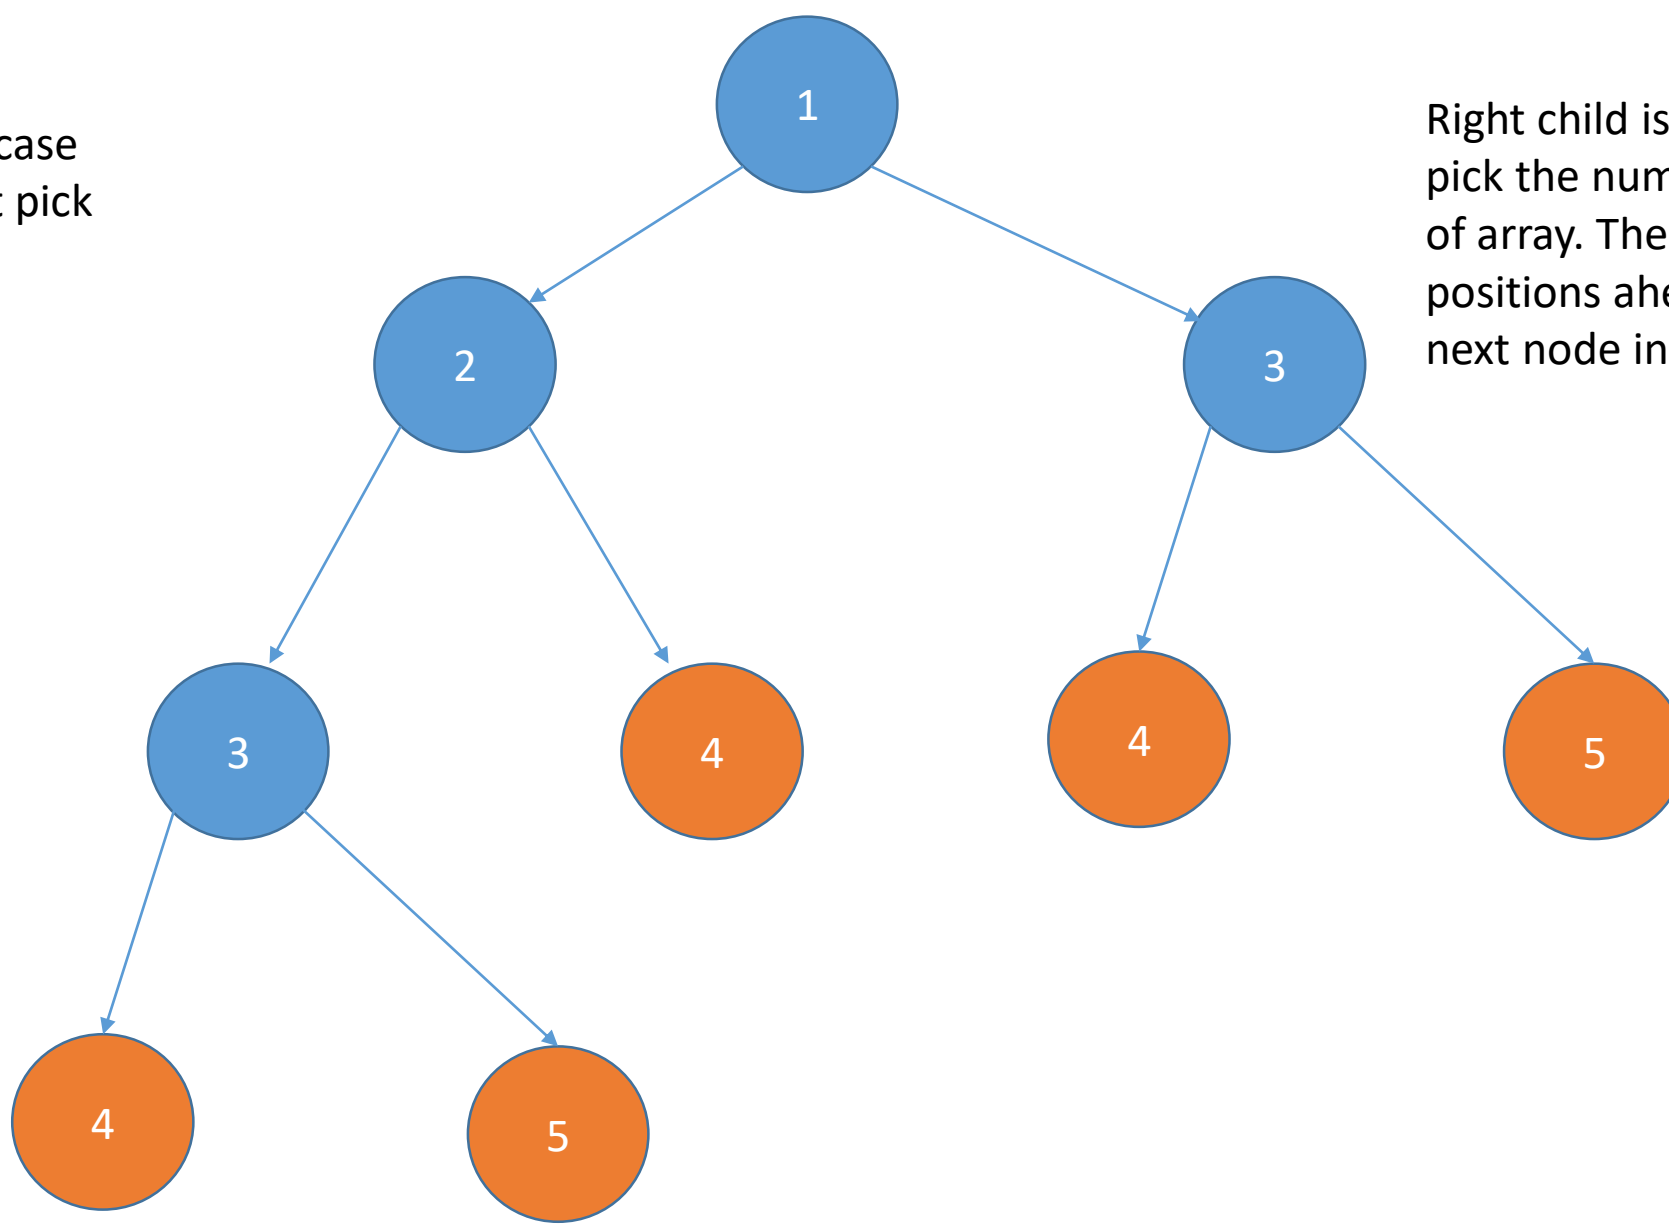 1
case
t pick
Right child is
pick the num
of array. The
positions ahe
next node in
2
3
3
4
4
5
4
5